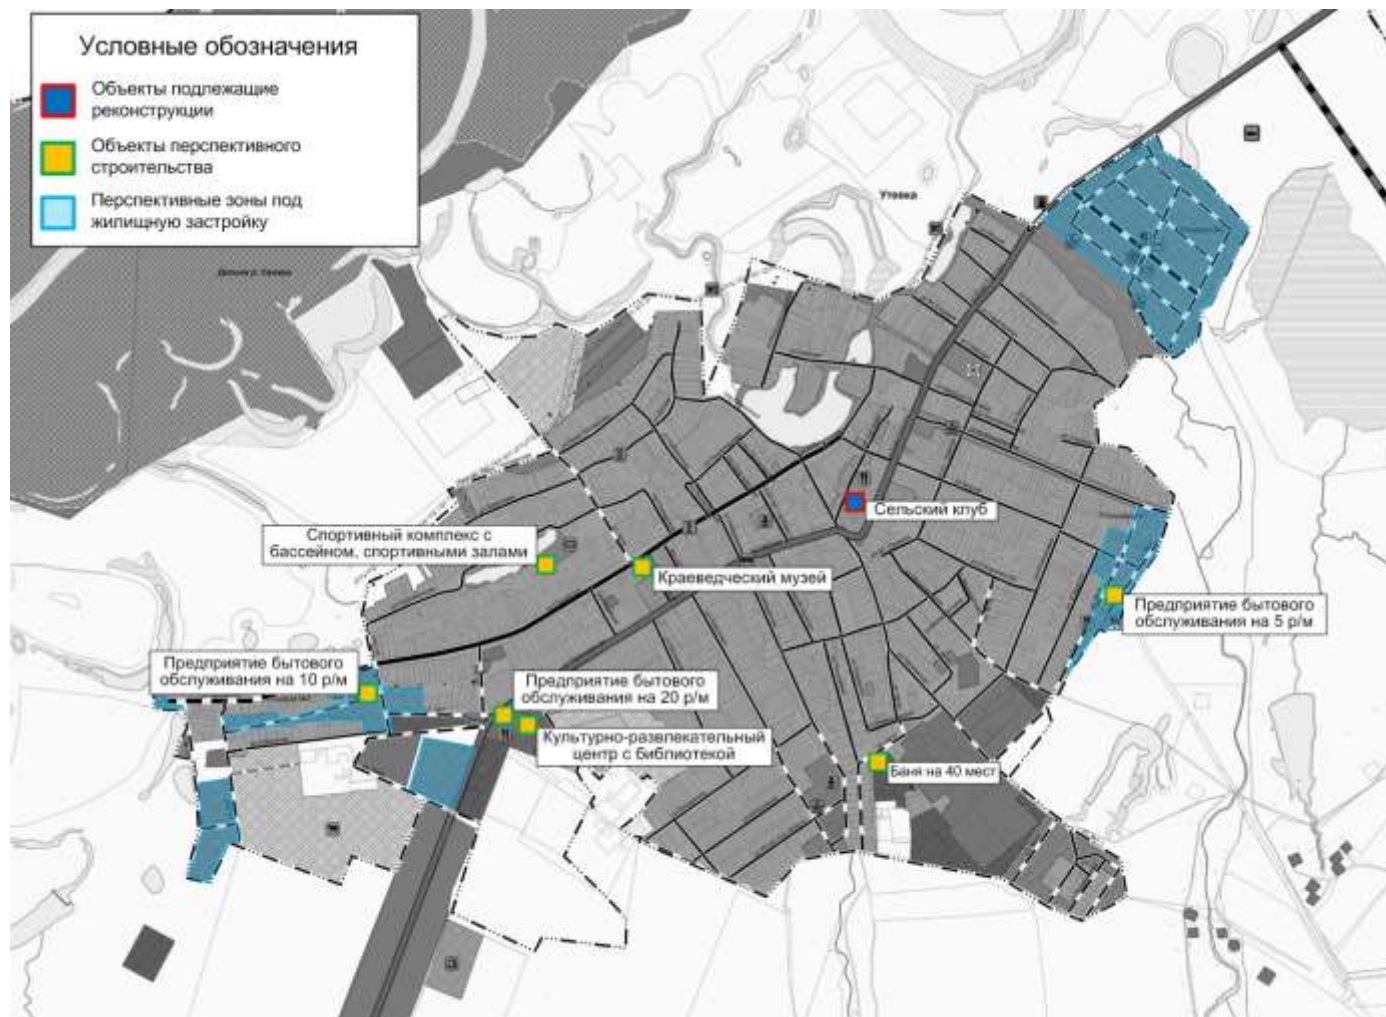 Условные обозначения
Объекты подлежащие
реконструкции
Объекты перспективного
строительства
Перспективные зоны под
жилищную застройку
Утевка
Сельский клуб
Спортивный комплекс с
бассейном, спортивными залами
Краеведческий музей
Предприятие бытового
обслуживания на 5 р/м
Предприятие бытового
обслуживания на 10 р/м
Предприятие бытового
обслуживания на 20 р/м
Культурно-развлекательный
центр с библиотекой
Баня на 40 мест